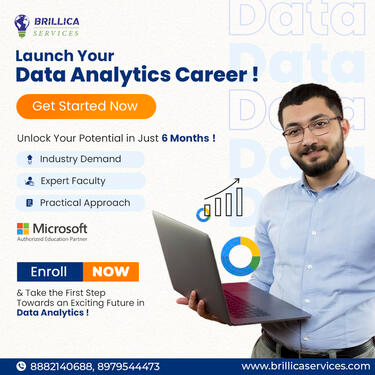 BRILLICA
SERVICES
Launch Your
Data Analytics Career !
Get Started Now
Unlock Your Potential in Just 6 Months !
Industry Demand
Expert Faculty
Practical Approach
Microsoft
Authorized Education Partner
Enroll NOW
& Take the First Step
Towards an Exciting Future in
Data Analytics !
Data
Data
Data
Data
Data
8882140688, 8979544473
www.brillicaservices.com